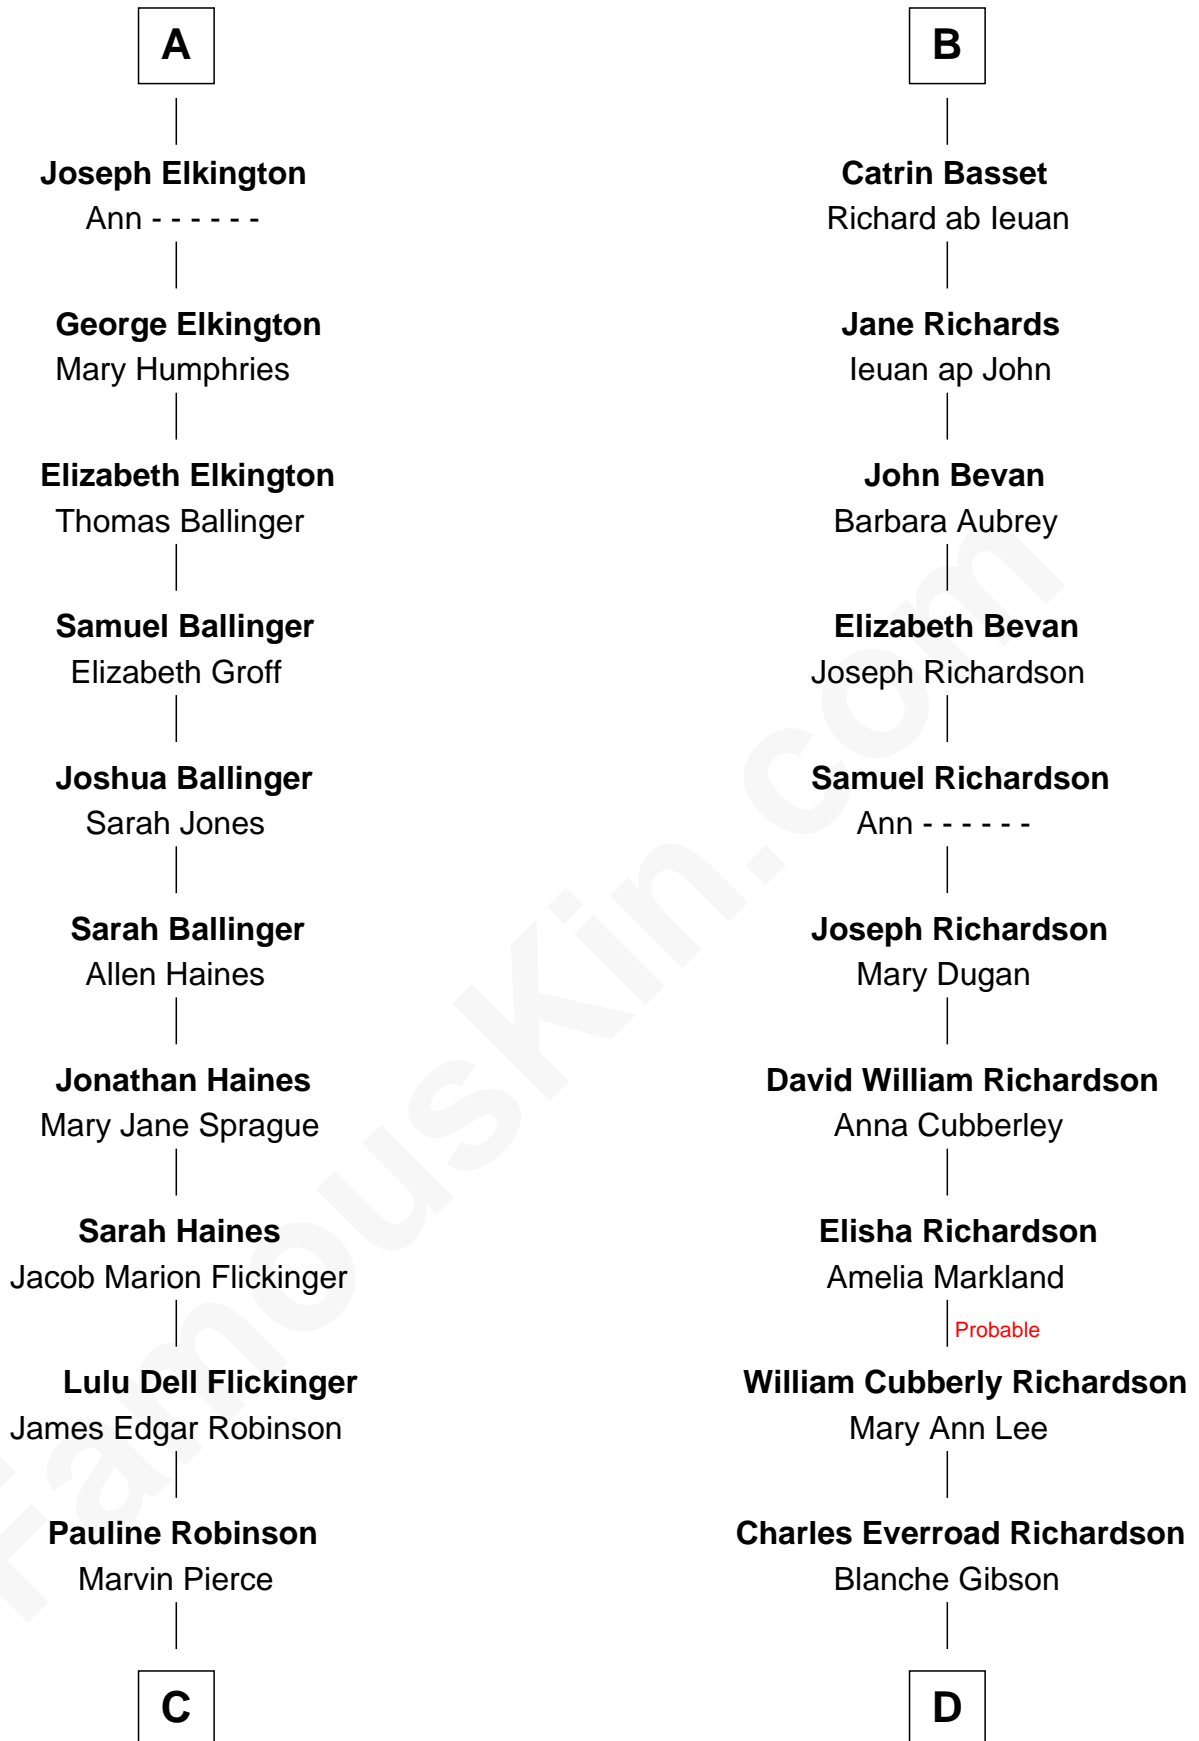 A
Joseph Elkington
Ann - - - - - -
George Elkington
Mary Humphries
Elizabeth Elkington
Thomas Ballinger
Samuel Ballinger
Elizabeth Groff
Joshua Ballinger
Sarah Jones
Sarah Ballinger
Allen Haines
Jonathan Haines
Mary Jane Sprague
Sarah Haines
Jacob Marion Flickinger
Lulu Dell Flickinger
James Edgar Robinson
Pauline Robinson
Marvin Pierce
C
B
Catrin Basset
Richard ab Ieuan
Jane Richards
Ieuan ap John
John Bevan
Barbara Aubrey
Elizabeth Bevan
Joseph Richardson
Samuel Richardson
Ann - - - - - -
Joseph Richardson
Mary Dugan
David William Richardson
Anna Cubberley
Elisha Richardson
Amelia Markland
Probable
William Cubberly Richardson
Mary Ann Lee
Charles Everroad Richardson
Blanche Gibson
D
FamousKin.com